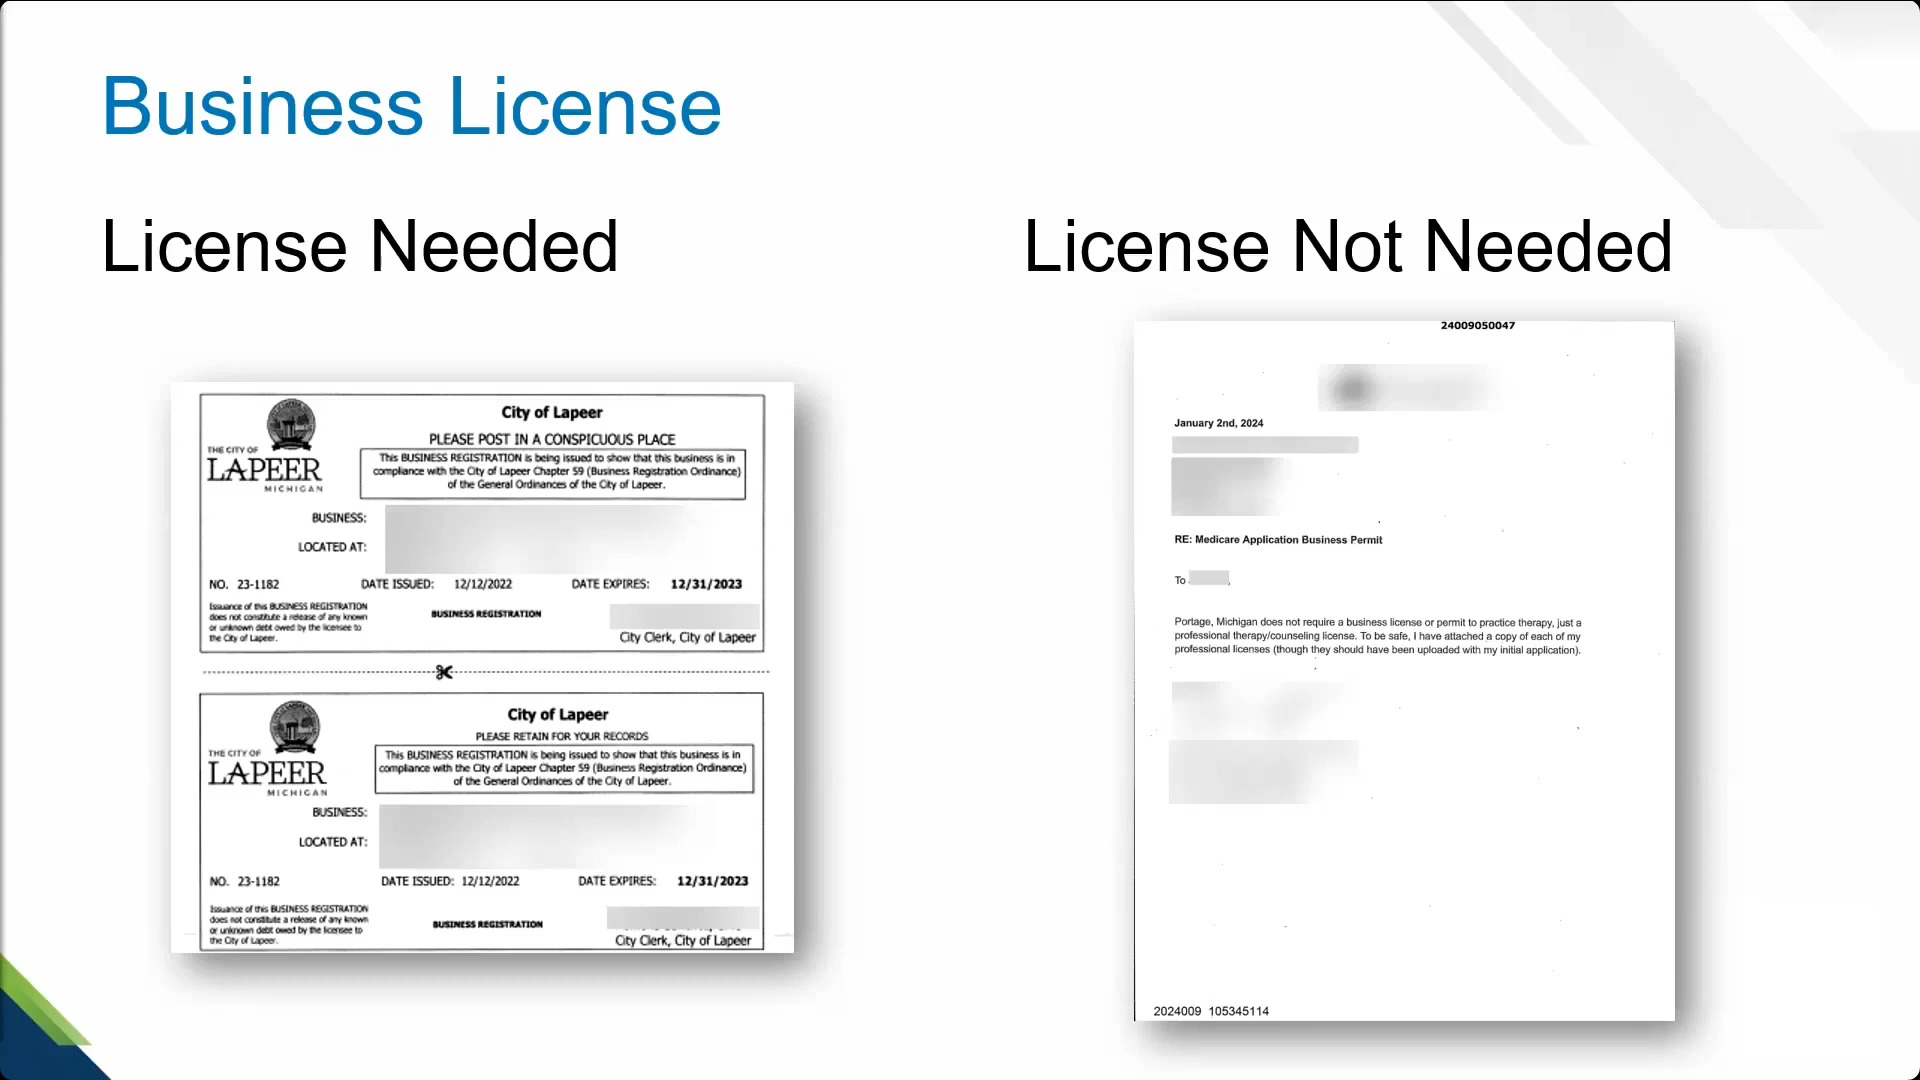 Business License
License Needed
License Not Needed
THE CITY OF
LAPEER
MICHIGAN
City of Lapeer
PLEASE POST IN A CONSPICUOUS PLACE
This BUSINESS REGISTRATION is being issued to show that this business is in
compliance with the City of Lapeer Chapter 59 (Business Registration Ordinance)
of the General Ordinances of the City of Lapeer.
BUSINESS:
LOCATED AT:
NO. 23-1182 DATE ISSUED: 12/12/2022 DATE EXPIRES: 12/31/2023
Issuance of this BUSINESS REGISTRATION
does not constitute a release of any known
or unknown debt owed by the licensee to
the City of Lapeer.
BUSINESS REGISTRATION
City Clerk, City of Lapeer
THE CITY OF
LAPEER
MICHIGAN
City of Lapeer
PLEASE RETAIN FOR YOUR RECORDS
This BUSINESS REGISTRATION is being issued to show that this business is in
compliance with the City of Lapeer Chapter 59 (Business Registration Ordinance)
of the General Ordinances of the City of Lapeer.
BUSINESS:
LOCATED AT:
NO. 23-1182 DATE ISSUED: 12/12/2022 DATE EXPIRES: 12/31/2023
Issuance of this BUSINESS REGISTRATION
does not constitute a release of any known
or unknown debt owed by the licensee to
the City of Lapeer.
BUSINESS REGISTRATION
City Clerk, City of Lapeer
24009050047
January 2nd, 2024
RE: Medicare Application Business Permit
To ,
Portage, Michigan does not require a business license or permit to practice therapy, just a
professional therapy/counseling license. To be safe, I have attached a copy of each of my
professional licenses (though they should have been uploaded with my initial application).
2024009 105345114